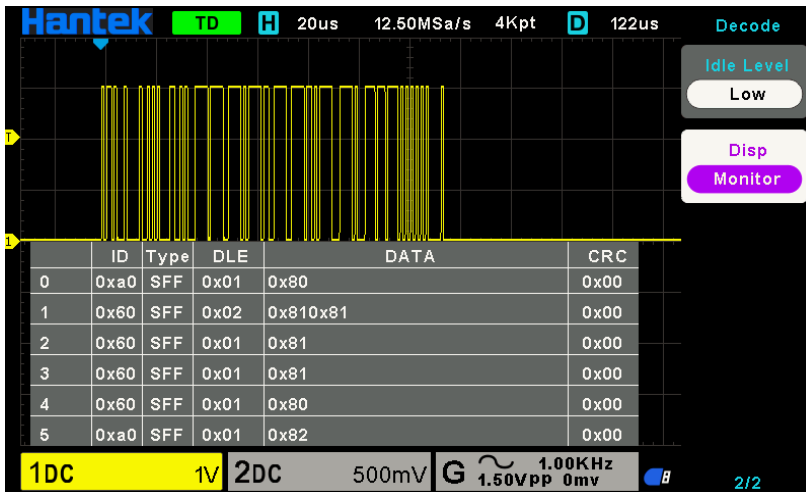 Hantek TD H 20us 12.50MSa/s 4Kpt D 122us Decode
Idle Level
Low
T
Disp
Monitor
1
ID Type DLE DATA CRC
0 0xa0 SFF 0x01 0x80 0x00
1 0x60 SFF 0x02 0x810x81 0x00
2 0x60 SFF 0x01 0x81 0x00
3 0x60 SFF 0x01 0x81 0x00
4 0x60 SFF 0x01 0x80 0x00
5 0xa0 SFF 0x01 0x82 0x00
1DC 1V 2DC 500mV G 1.00KHz
1.50Vpp 0mv
2/2